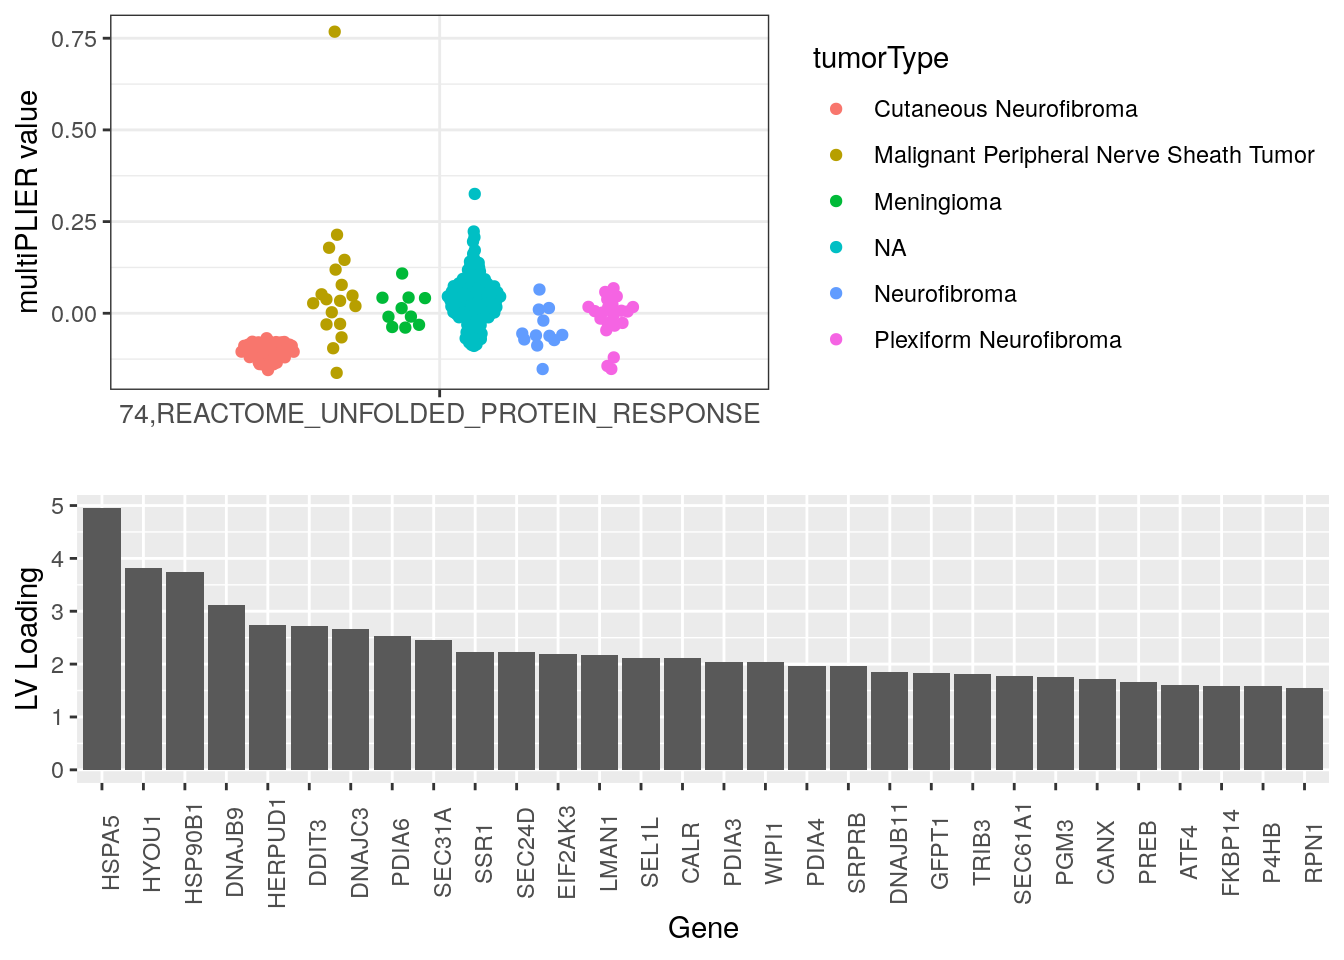 multiPLIER value
0.75
0.50
0.25
0.00
74,REACTOME_UNFOLDED_PROTEIN_RESPONSE
tumorType
Cutaneous Neurofibroma
Malignant Peripheral Nerve Sheath Tumor
Meningioma
NA
Neurofibroma
Plexiform Neurofibroma
LV Loading
5
4
3
2
1
0
HSPA5
HYOU1
HSP90B1
DNAJB9
HERPUD1
DDIT3
DNAJC3
PDIA6
SEC31A
SSR1
SEC24D
EIF2AK3
LMAN1
SEL1L
CALR
PDIA3
WIPI1
PDIA4
SRPRB
DNAJB11
GFPT1
TRIB3
SEC61A1
PGM3
CANX
PREB
ATF4
FKBP14
P4HB
RPN1
Gene